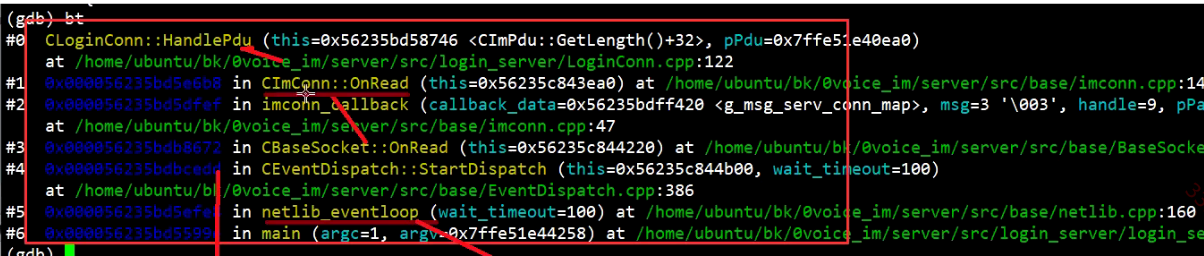 (gdb) bt
#0 CLoginConn::HandlePdu (this=0x56235bd58746 <CImPdu::GetLength()+32>, pPdu=0x7ffe51e40ea0)
at /home/ubuntu/bk/0voice_im/server/src/login_server/LoginConn.cpp:122
#1 0x000056235bd5e6b8 in CImConn::OnRead (this=0x56235c843ea0) at /home/ubuntu/bk/0voice_im/server/src/base/imconn.cpp:14
#2 0x000056235bd5dfef in imconn_callback (callback_data=0x56235bdff420 <g_msg_serv_conn_map>, msg=3 '\003', handle=9, pPa
at /home/ubuntu/bk/0voice_im/server/src/base/imconn.cpp:47
#3 0x000056235bdb8672 in CBaseSocket::OnRead (this=0x56235c844220) at /home/ubuntu/bk/0voice_im/server/src/base/BaseSocke
#4 in CEventDispatch::StartDispatch (this=0x56235c844b00, wait_timeout=100)
at /home/ubuntu/bk/0voice_im/server/src/base/EventDispatch.cpp:386
#5 in netlib_eventloop (wait_timeout=100) at /home/ubuntu/bk/0voice_im/server/src/base/netlib.cpp:160
#6 in main (argc=1, argv=0x7ffe51e44258) at /home/ubuntu/bk/0voice_im/server/src/login_server/login_se
(gdb)